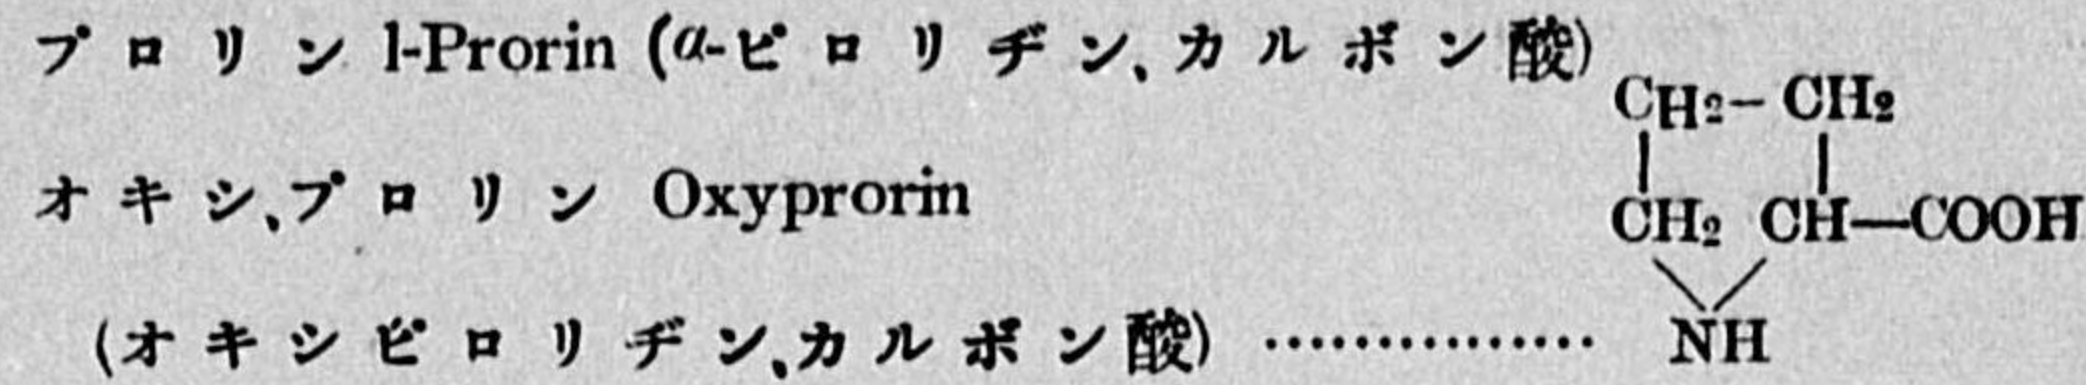 プロリン l-Prorin (α-ピロリヂン、カルボン酸)
CH₂−CH₂
オキシ、プロリン Oxyprorin
CH₂ CH—COOH
(オキシピロリヂン、カルボン酸) ……………
NH